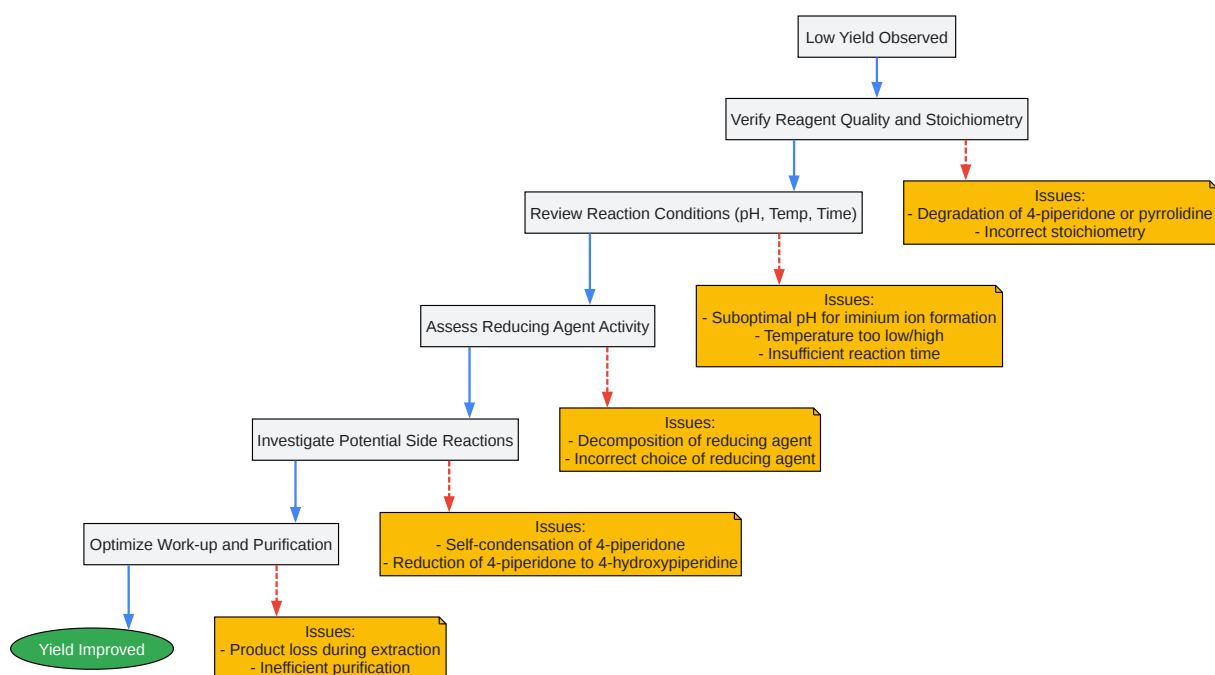 Low Yield Observed
Verify Reagent Quality and Stoichiometry
Issues:
- Degradation of 4-piperidone or pyrrolidine
- Incorrect stoichiometry
Review Reaction Conditions (pH, Temp, Time)
Issues:
- Suboptimal pH for iminium ion formation
- Temperature too low/high
- Insufficient reaction time
Assess Reducing Agent Activity
Issues:
- Decomposition of reducing agent
- Incorrect choice of reducing agent
Investigate Potential Side Reactions
Issues:
- Self-condensation of 4-piperidone
- Reduction of 4-piperidone to 4-hydroxypiperidine
Optimize Work-up and Purification
Issues:
- Product loss during extraction
- Inefficient purification
Yield Improved